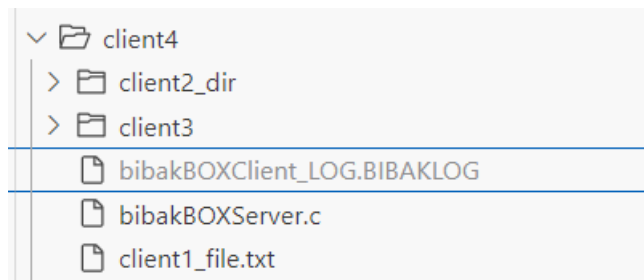 client4
client2_dir
client3
bibakBOXClient_LOG.BIBAKLOG
bibakBOXServer.c
client1_file.txt